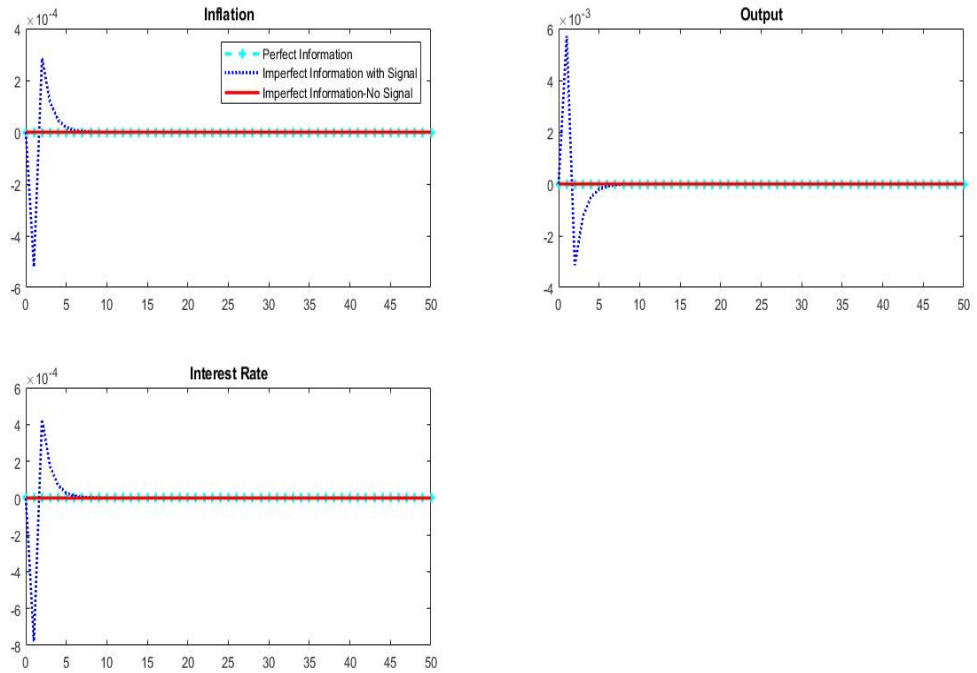 Inflation
×10-4
4
2
0
-2
-4
-6
0 5 10 15 20 25 30 35 40 45 50
Perfect Information
Imperfect Information with Signal
Imperfect Information-No Signal
Output
×10-3
6
4
2
0
-2
-4
0 5 10 15 20 25 30 35 40 45 50
Interest Rate
×10-4
6
4
2
0
-2
-4
-6
-8
0 5 10 15 20 25 30 35 40 45 50